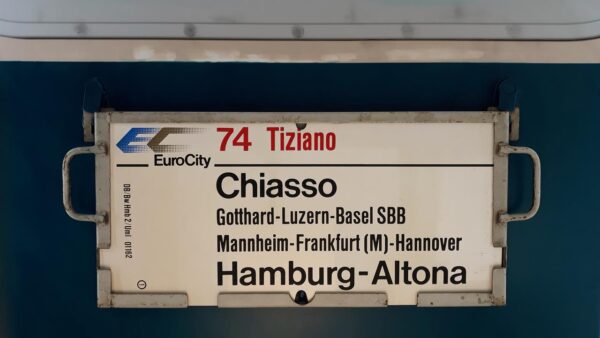 EC 74 Tiziano
EuroCity
Chiasso
Gotthard-Luzern-Basel SBB
Mannheim-Frankfurt (M)-Hannover
Hamburg-Altona